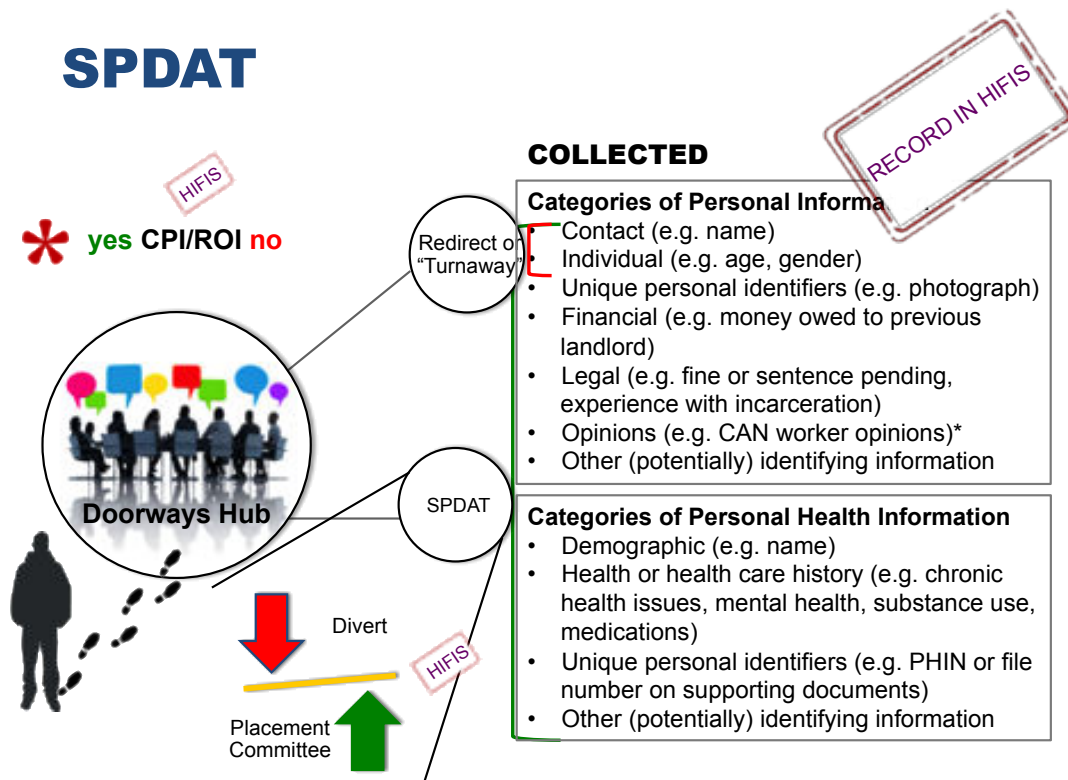 SPDAT
RECORD IN HIFIS
HIFIS
COLLECTED
yes CPI/ROI no
Redirect or
“Turnaway”
Categories of Personal Informa
• Contact (e.g. name)
• Individual (e.g. age, gender)
• Unique personal identifiers (e.g. photograph)
• Financial (e.g. money owed to previous
landlord)
• Legal (e.g. fine or sentence pending,
experience with incarceration)
• Opinions (e.g. CAN worker opinions)*
• Other (potentially) identifying information
Doorways Hub
SPDAT
Categories of Personal Health Information
• Demographic (e.g. name)
• Health or health care history (e.g. chronic
health issues, mental health, substance use,
medications)
• Unique personal identifiers (e.g. PHIN or file
number on supporting documents)
• Other (potentially) identifying information
Divert
HIFIS
Placement
Committee